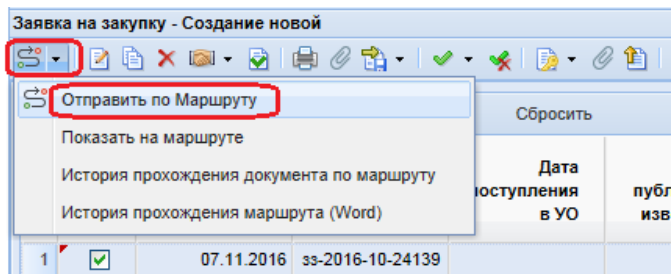 Заявка на закупку - Создание новой
Отправить по Маршруту
Показать на маршруте
История прохождения документа по маршруту
История прохождения маршрута (Word)
Сбросить
Дата
поступления
в УО
публ
изв
1 07.11.2016 ss-2016-10-24139